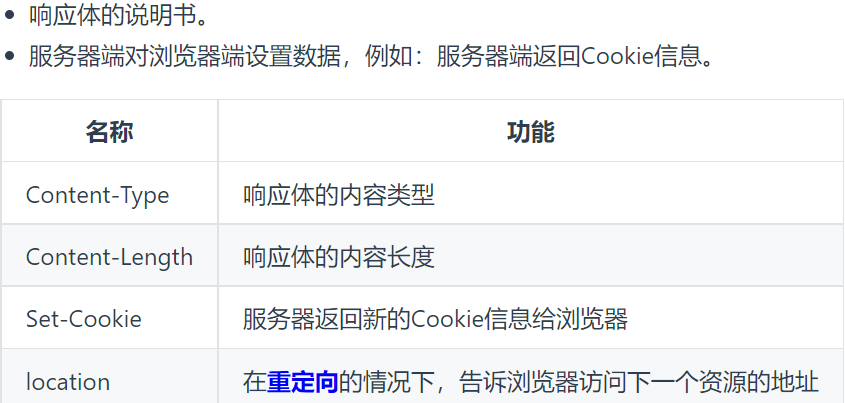 响应体的说明书。
服务器端对浏览器端设置数据，例如：服务器端返回Cookie信息。
名称 功能
Content-Type 响应体的内容类型
Content-Length 响应体的内容长度
Set-Cookie 服务器返回新的Cookie信息给浏览器
location 在重定向的情况下，告诉浏览器访问下一个资源的地址